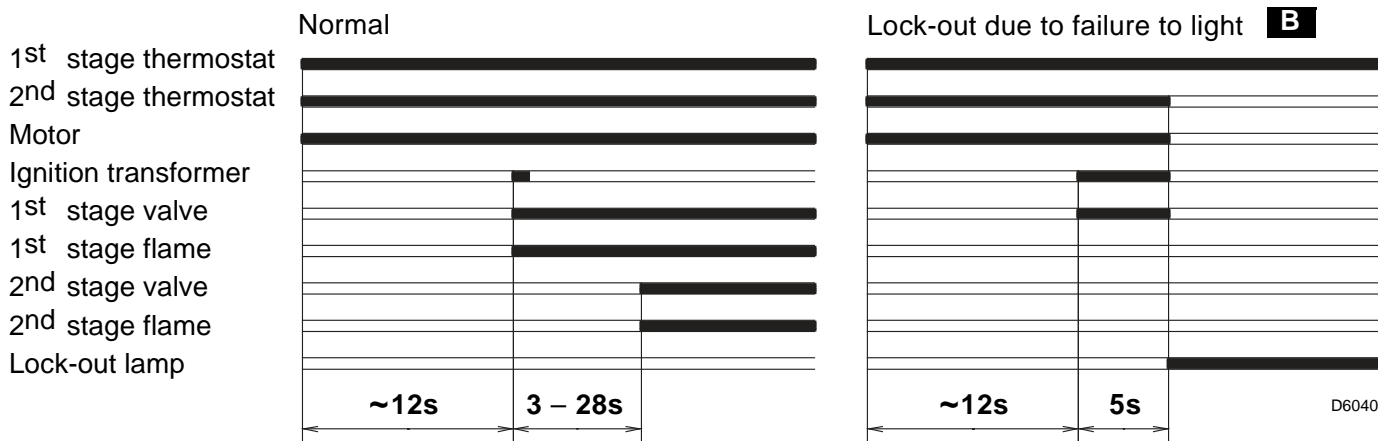 Normal
Lock-out due to failure to light B
1st stage thermostat
2nd stage thermostat
Motor
Ignition transformer
1st stage valve
1st stage flame
2nd stage valve
2nd stage flame
Lock-out lamp
~12s 3 – 28s ~12s 5s D6040